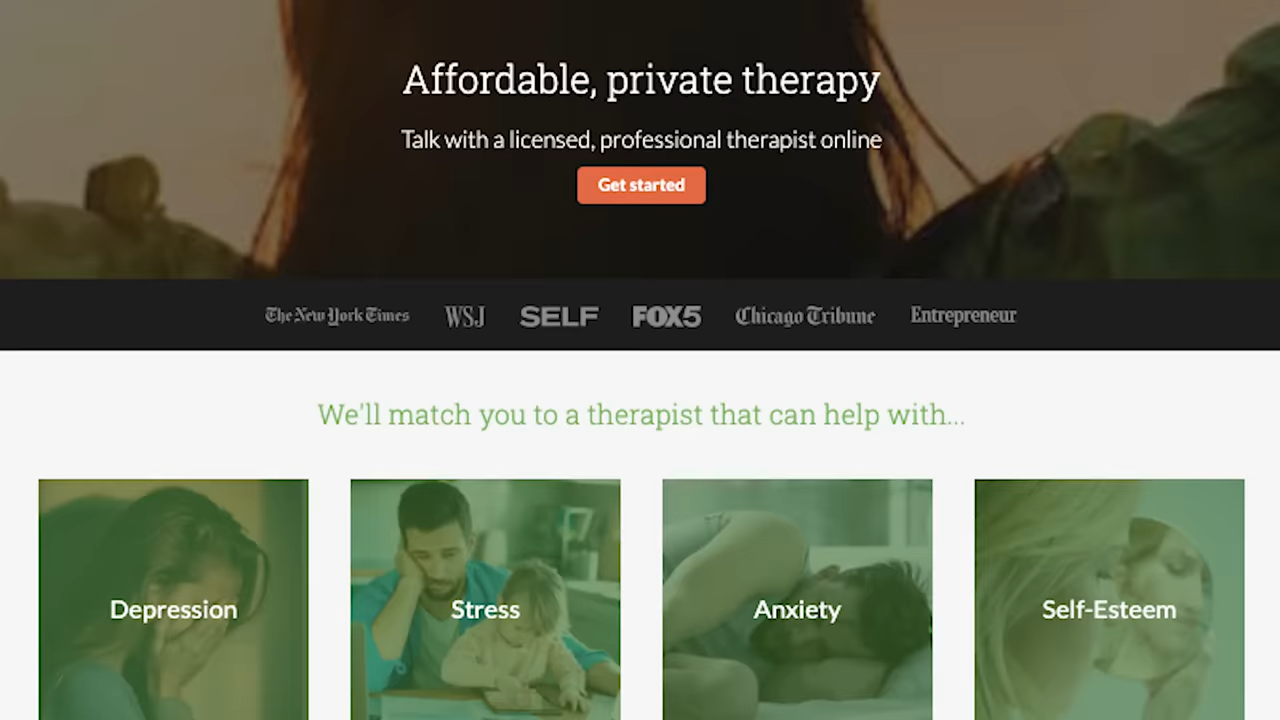 Affordable, private therapy
Talk with a licensed, professional therapist online
Get started
The New York Times WSJ SELF FOX5 Chicago Tribune Entrepreneur
We'll match you to a therapist that can help with...
Depression Stress Anxiety Self-Esteem